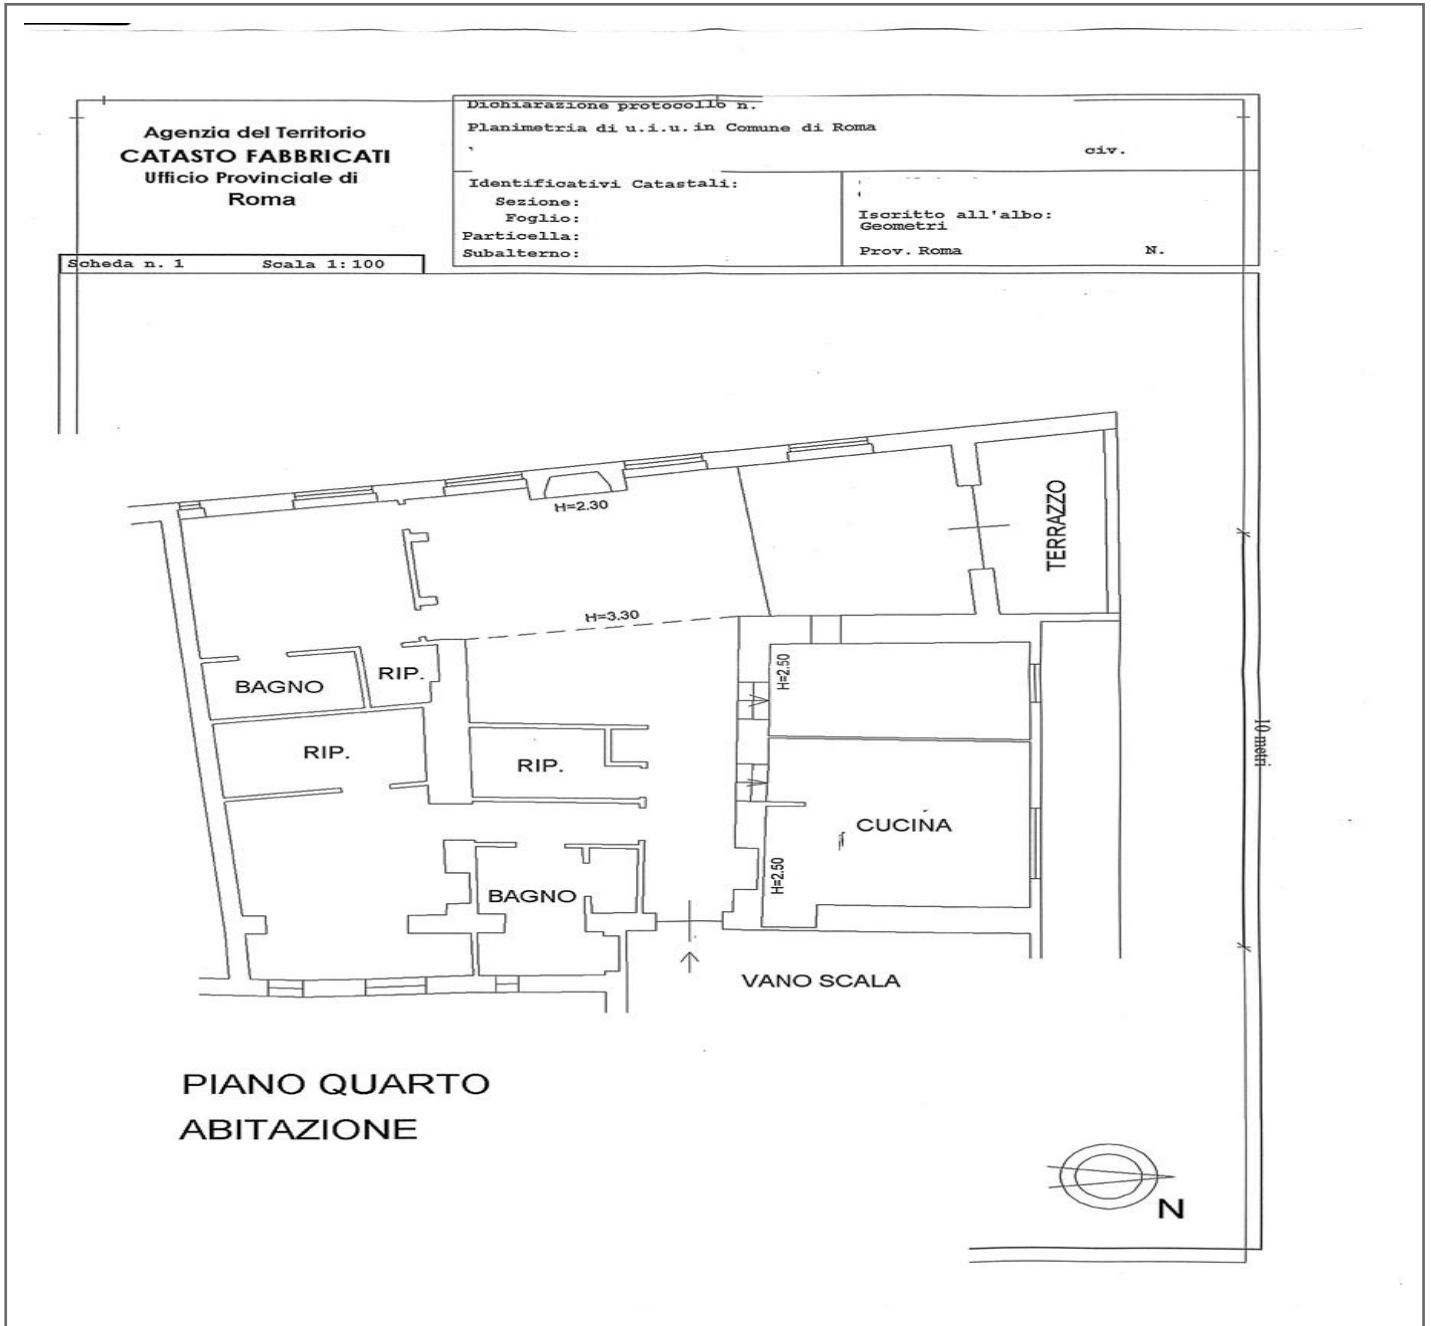 Agenzia del Territorio
CATASTO FABBRICATI
Ufficio Provinciale di
Roma
Scheda n. 1 Scala 1:100
Dichiarazione protocollo n.
Planimetria di u.i.u. in Comune di Roma
civ.
Identificativi Catastali:
Sezione:
Foglio:
Particella:
Subalterno:
Iscritto all'albo:
Geometri
Prov. Roma N.
H=2.30
TERRAZZO
H=3.30
BAGNO
RIP.
H=2.50
RIP.
RIP.
10 metri
CUCINA
H=2.50
BAGNO
VANO SCALA
PIANO QUARTO
ABITAZIONE
N